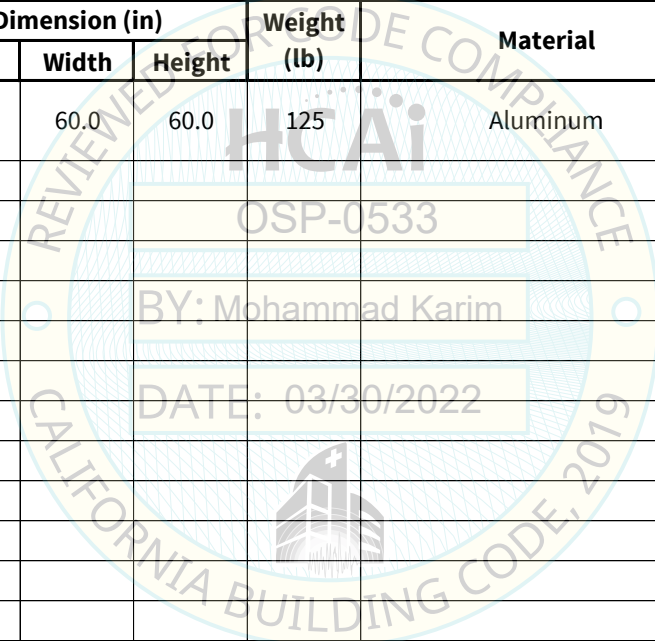 Dimension (in)
Weight
(lb)
Material
Width
Height
60.0
60.0
125
Aluminum
REVIEWED FOR CODE COMPLIANCE
HCAi
OSP-0533
BY: Mohammad Karim
DATE: 03/30/2022
CALIFORNIA BUILDING CODE, 2019